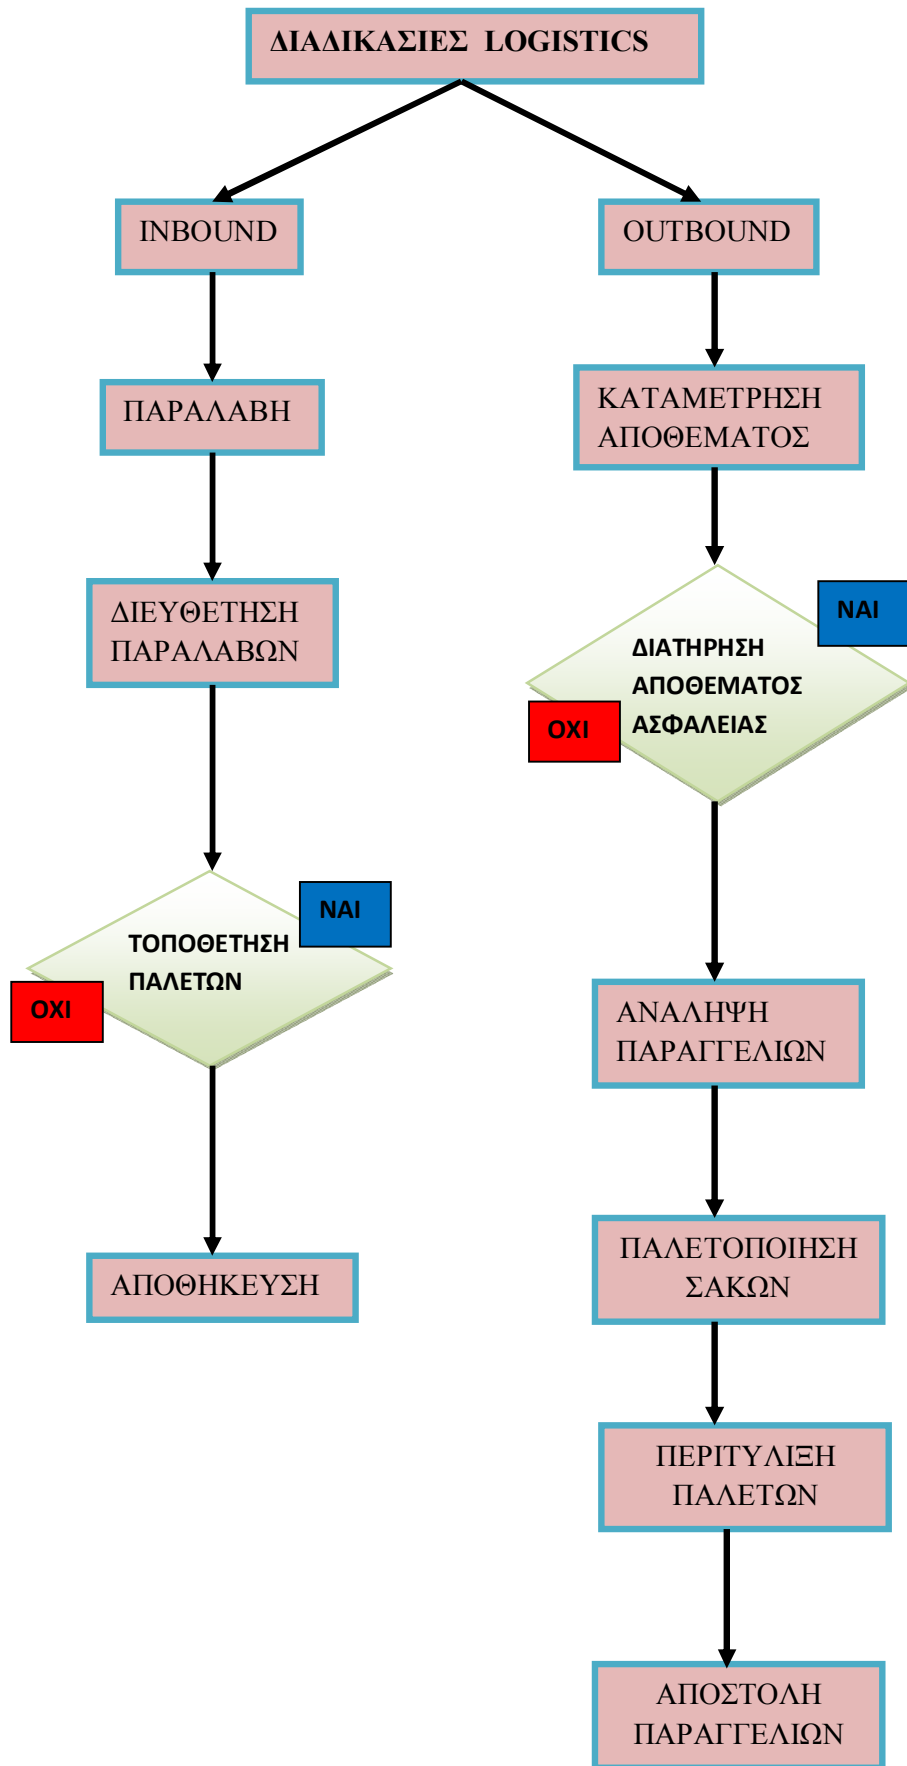 ΔΙΑΔΙΚΑΣΙΕΣ LOGISTICS
INBOUND
ΠΑΡΑΛΑΒΗ
ΔΙΕΥΘΕΤΗΣΗ
ΠΑΡΑΛΑΒΩΝ
ΝΑΙ
ΤΟΠΟΘΕΤΗΣΗ
ΠΑΛΕΤΩΝ
ΟΧΙ
ΑΠΟΘΗΚΕΥΣΗ
OUTBOUND
ΚΑΤΑΜΕΤΡΗΣΗ
ΑΠΟΘΕΜΑΤΟΣ
ΝΑΙ
ΔΙΑΤΗΡΗΣΗ
ΑΠΟΘΕΜΑΤΟΣ
ΑΣΦΑΛΕΙΑΣ
ΟΧΙ
ΑΝΑΛΗΨΗ
ΠΑΡΑΓΓΕΛΙΩΝ
ΠΑΛΕΤΟΠΟΙΗΣΗ
ΣΑΚΩΝ
ΠΕΡΙΤΥΛΙΞΗ
ΠΑΛΕΤΩΝ
ΑΠΟΣΤΟΛΗ
ΠΑΡΑΓΓΕΛΙΩΝ